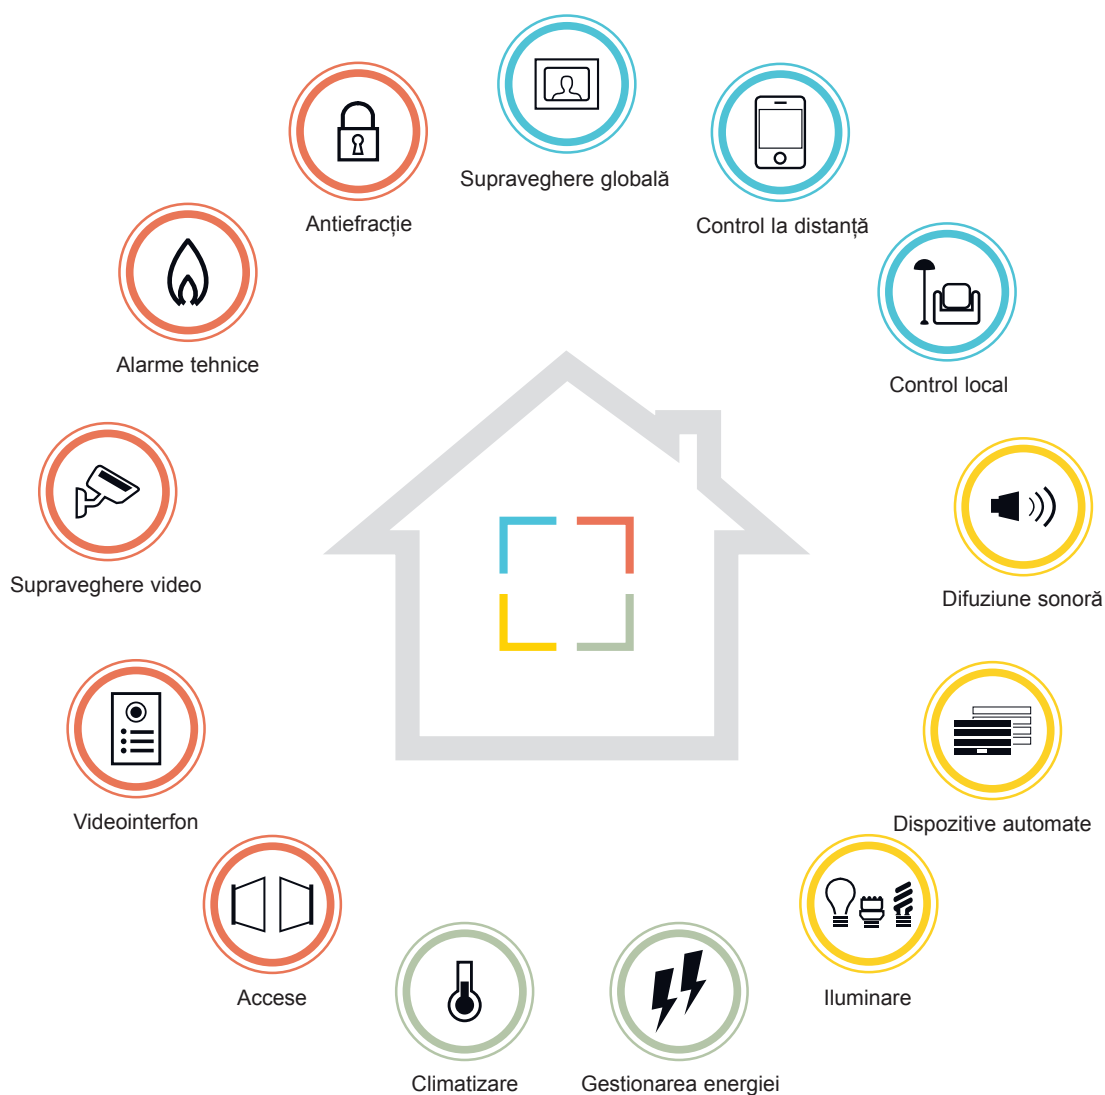 Supraveghere globală
Antiefracție
Control la distanță
Alarme tehnice
Control local
Supraveghere video
Difuziune sonoră
Videointerfon
Dispozitive automate
Accese
Iluminare
Climatizare
Gestionarea energiei